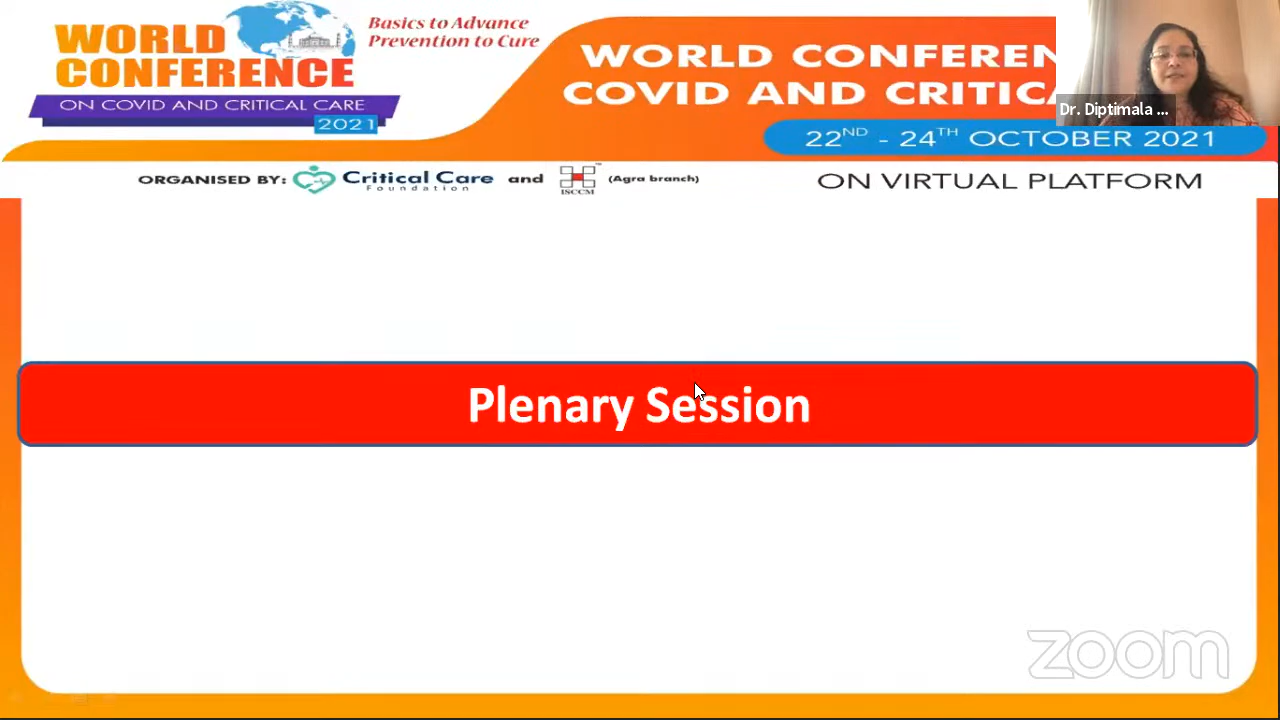 WORLD
CONFERENCE
ON COVID AND CRITICAL CARE
2021
Basics to Advance
Prevention to Cure
WORLD CONFEREN
COVID AND CRITICA
Dr. Diptimala ...
22ND - 24TH OCTOBER 2021
ORGANISED BY: Critical Care Foundation and ISCCM (Agra branch)
ON VIRTUAL PLATFORM
Plenary Session
zoom